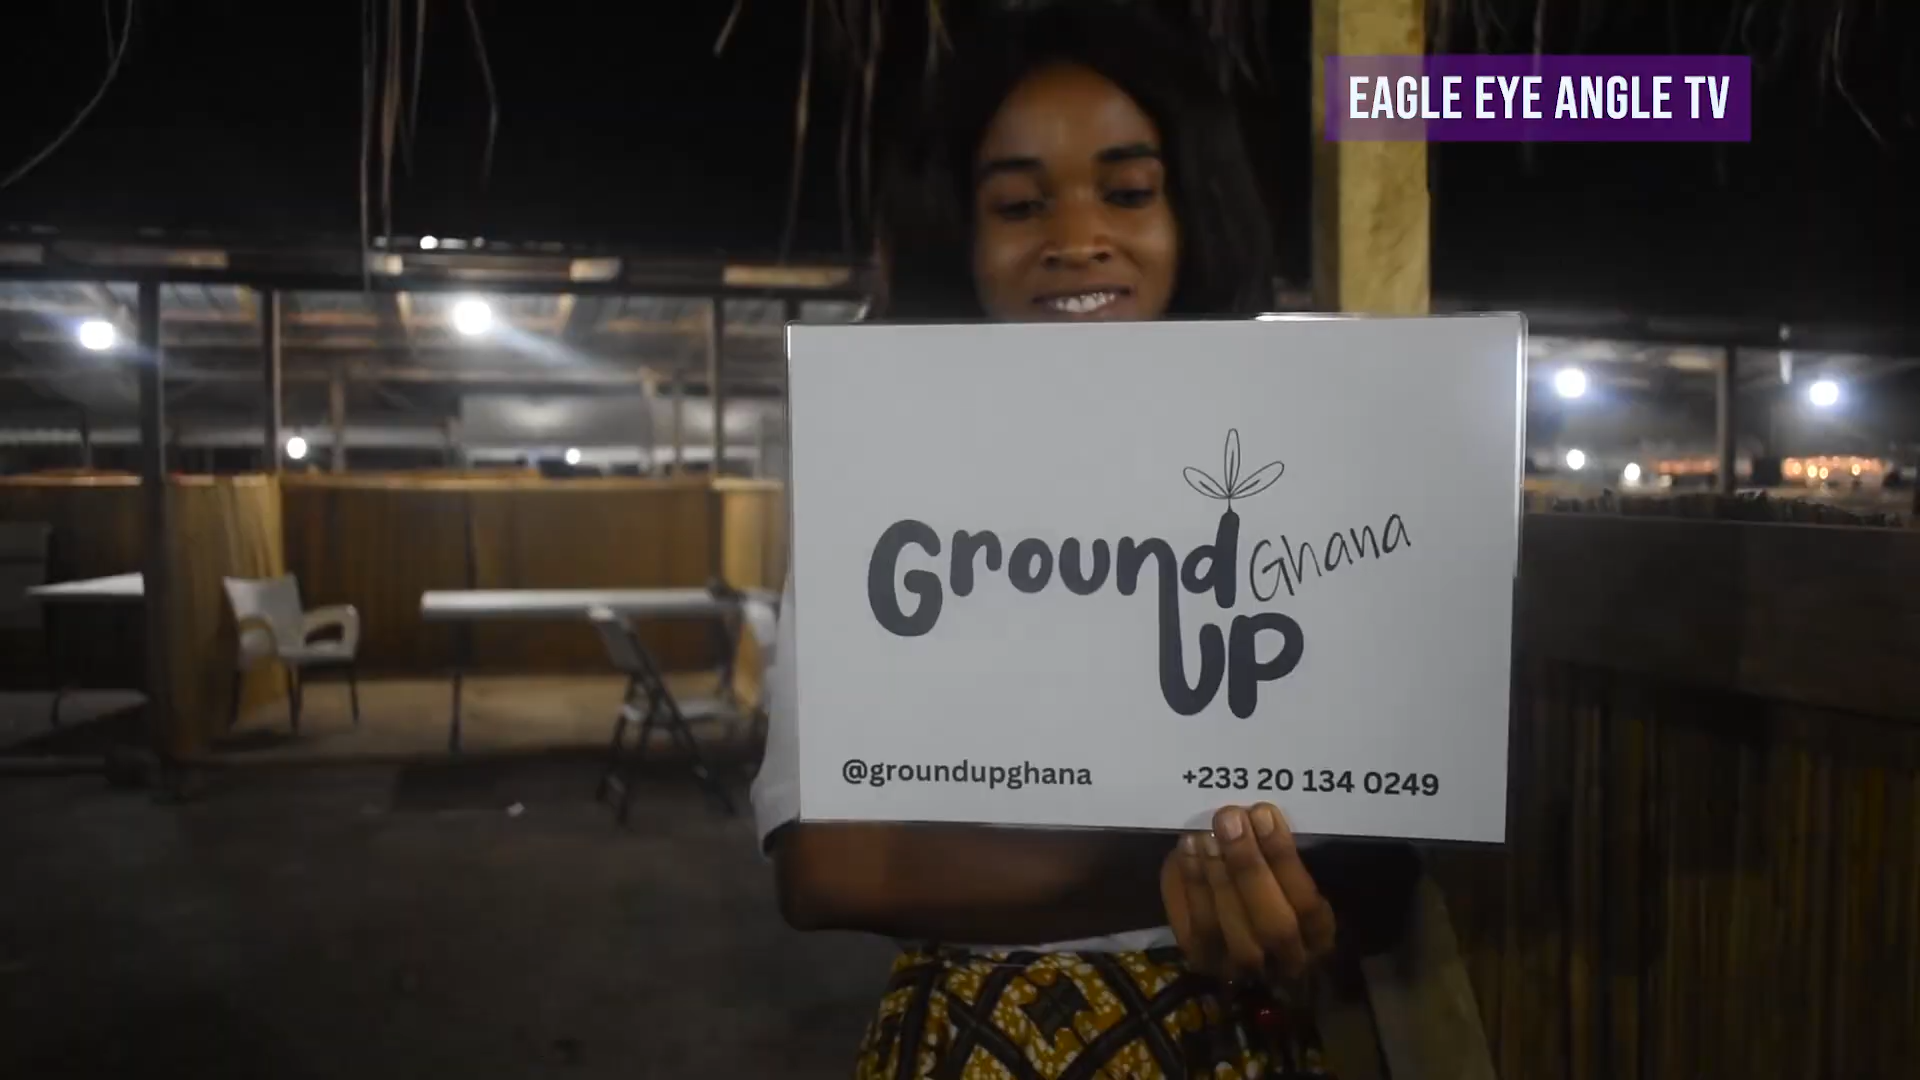 EAGLE EYE ANGLE TV
Ground Ghana
UP
@groundupghana
+233 20 134 0249